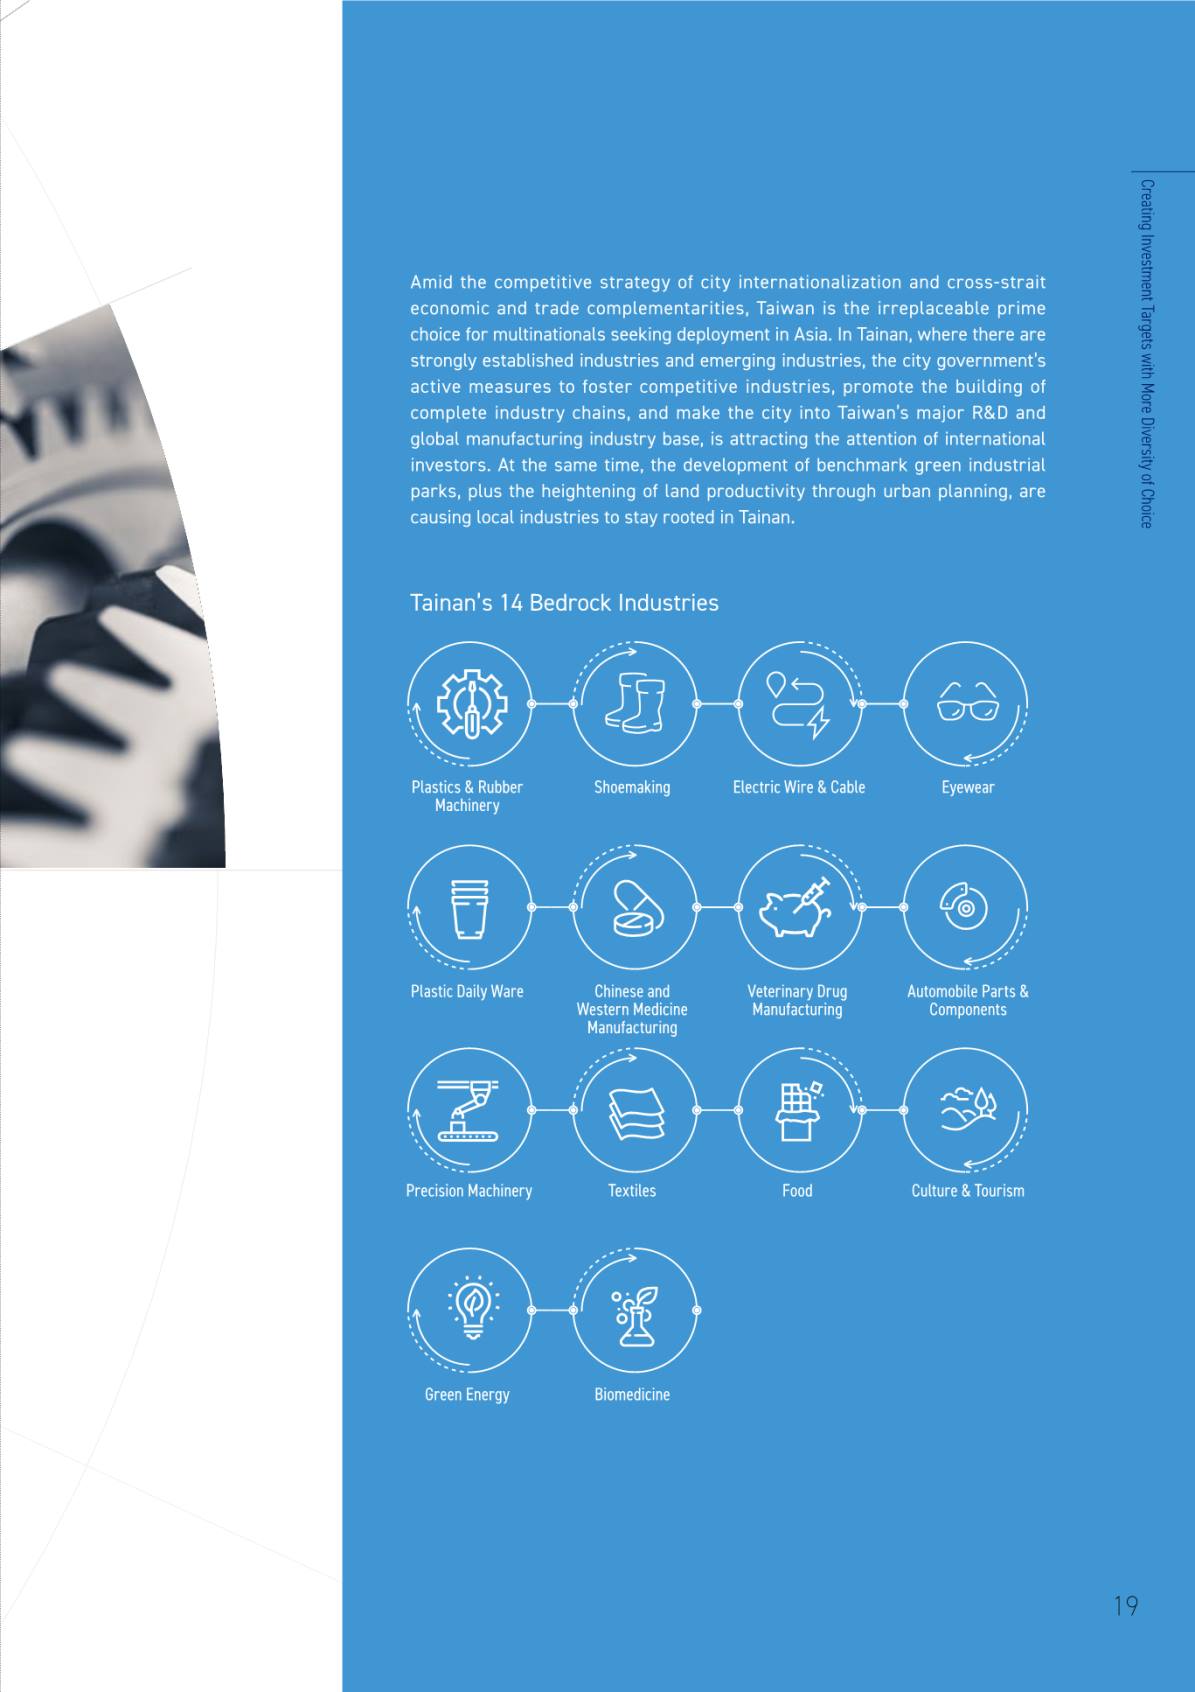 Creating Investment Targets with More Diversity of Choice
Amid the competitive strategy of city internationalization and cross-strait
economic and trade complementarities, Taiwan is the irreplaceable prime
choice for multinationals seeking deployment in Asia. In Tainan, where there are
strongly established industries and emerging industries, the city government's
active measures to foster competitive industries, promote the building of
complete industry chains, and make the city into Taiwan's major R&D and
global manufacturing industry base, is attracting the attention of international
investors. At the same time, the development of benchmark green industrial
parks, plus the heightening of land productivity through urban planning, are
causing local industries to stay rooted in Tainan.
Tainan's 14 Bedrock Industries
Plastics & Rubber
Machinery
Shoemaking
Electric Wire & Cable
Eyewear
Plastic Daily Ware
Chinese and
Western Medicine
Manufacturing
Veterinary Drug
Manufacturing
Automobile Parts &
Components
Precision Machinery
Textiles
Food
Culture & Tourism
Green Energy
Biomedicine
19